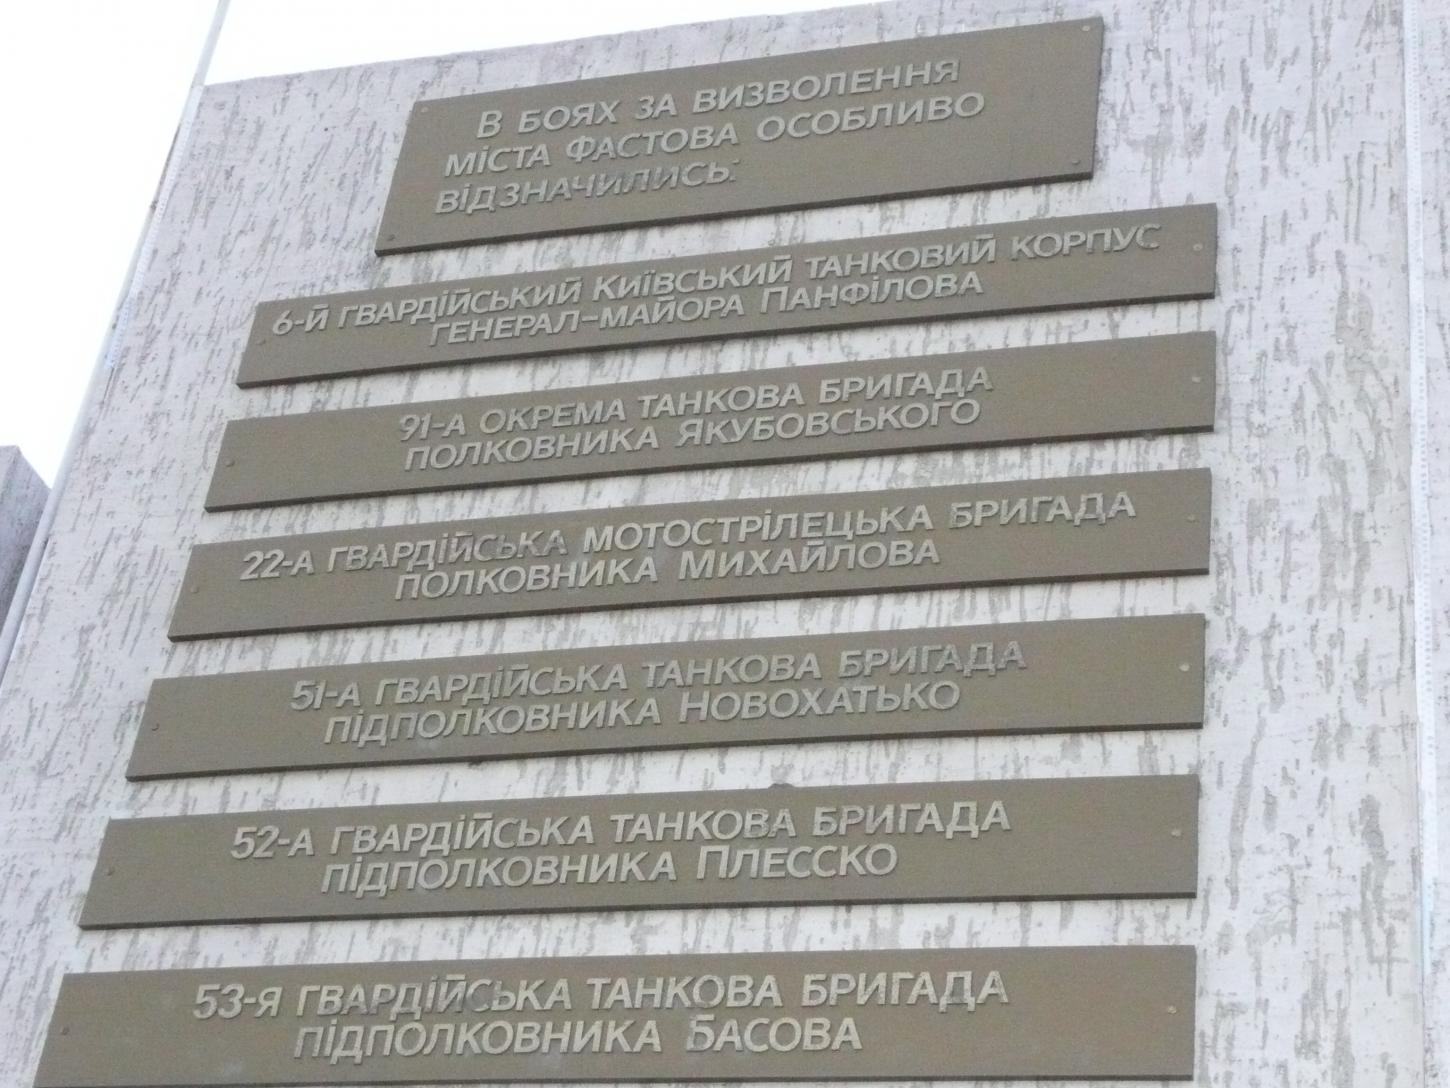 В БОЯХ ЗА ВИЗВОЛЕННЯ
МІСТА ФАСТОВА ОСОБЛИВО
ВІДЗНАЧИЛИСЬ:
6-Й ГВАРДІЙСЬКИЙ КИЇВСЬКИЙ ТАНКОВИЙ КОРПУС
ГЕНЕРАЛ-МАЙОРА ПАНФІЛОВА
91-А ОКРЕМА ТАНКОВА БРИГАДА
ПОЛКОВНИКА ЯКУБОВСЬКОГО
22-А ГВАРДІЙСЬКА МОТОСТРІЛЕЦЬКА БРИГАДА
ПОЛКОВНИКА МИХАЙЛОВА
51-А ГВАРДІЙСЬКА ТАНКОВА БРИГАДА
ПІДПОЛКОВНИКА НОВОХАТЬКО
52-А ГВАРДІЙСЬКА ТАНКОВА БРИГАДА
ПІДПОЛКОВНИКА ПЛЕССКО
53-Я ГВАРДІЙСЬКА ТАНКОВА БРИГАДА
ПІДПОЛКОВНИКА БАСОВА